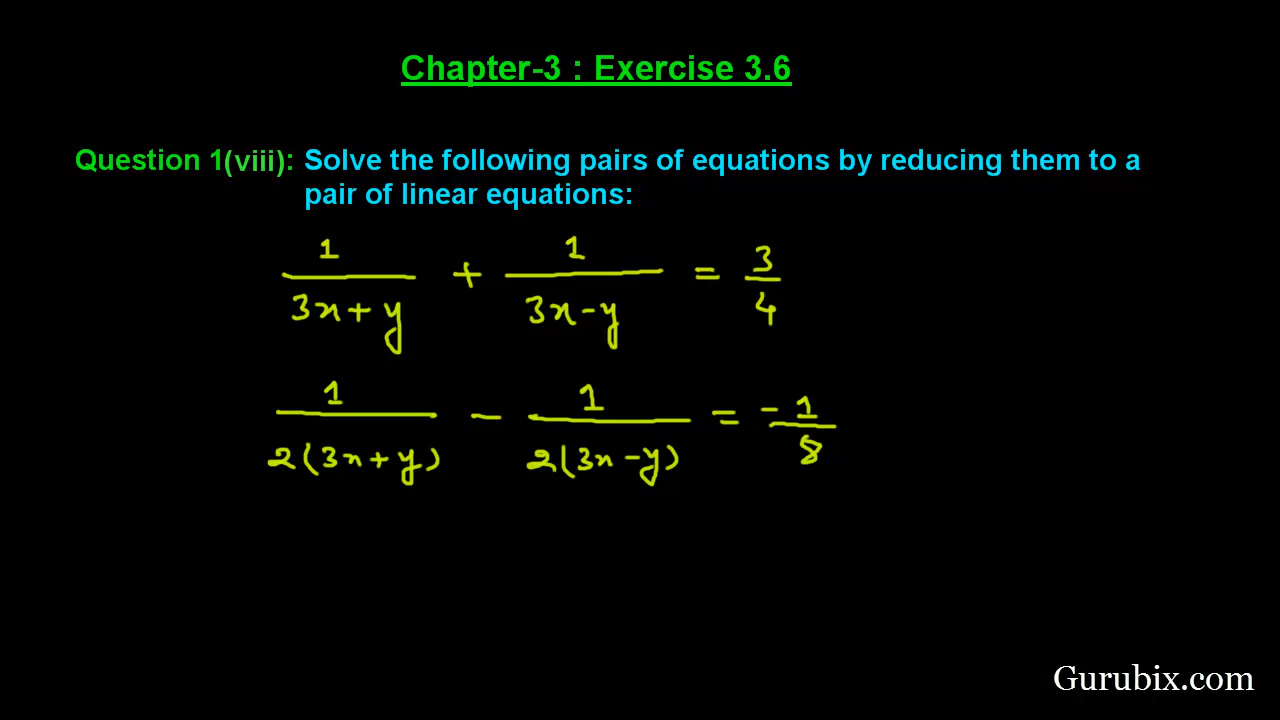 Chapter-3 : Exercise 3.6
Question 1(viii): Solve the following pairs of equations by reducing them to a
pair of linear equations:
1/(3x+y) + 1/(3x-y) = 3/4
1/(2(3x+y)) - 1/(2(3x-y)) = -1/8
Gurubix.com